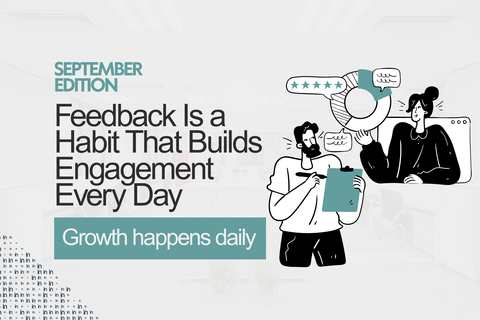 SEPTEMBER
EDITION
Feedback Is a
Habit That Builds
Engagement
Every Day
Growth happens daily